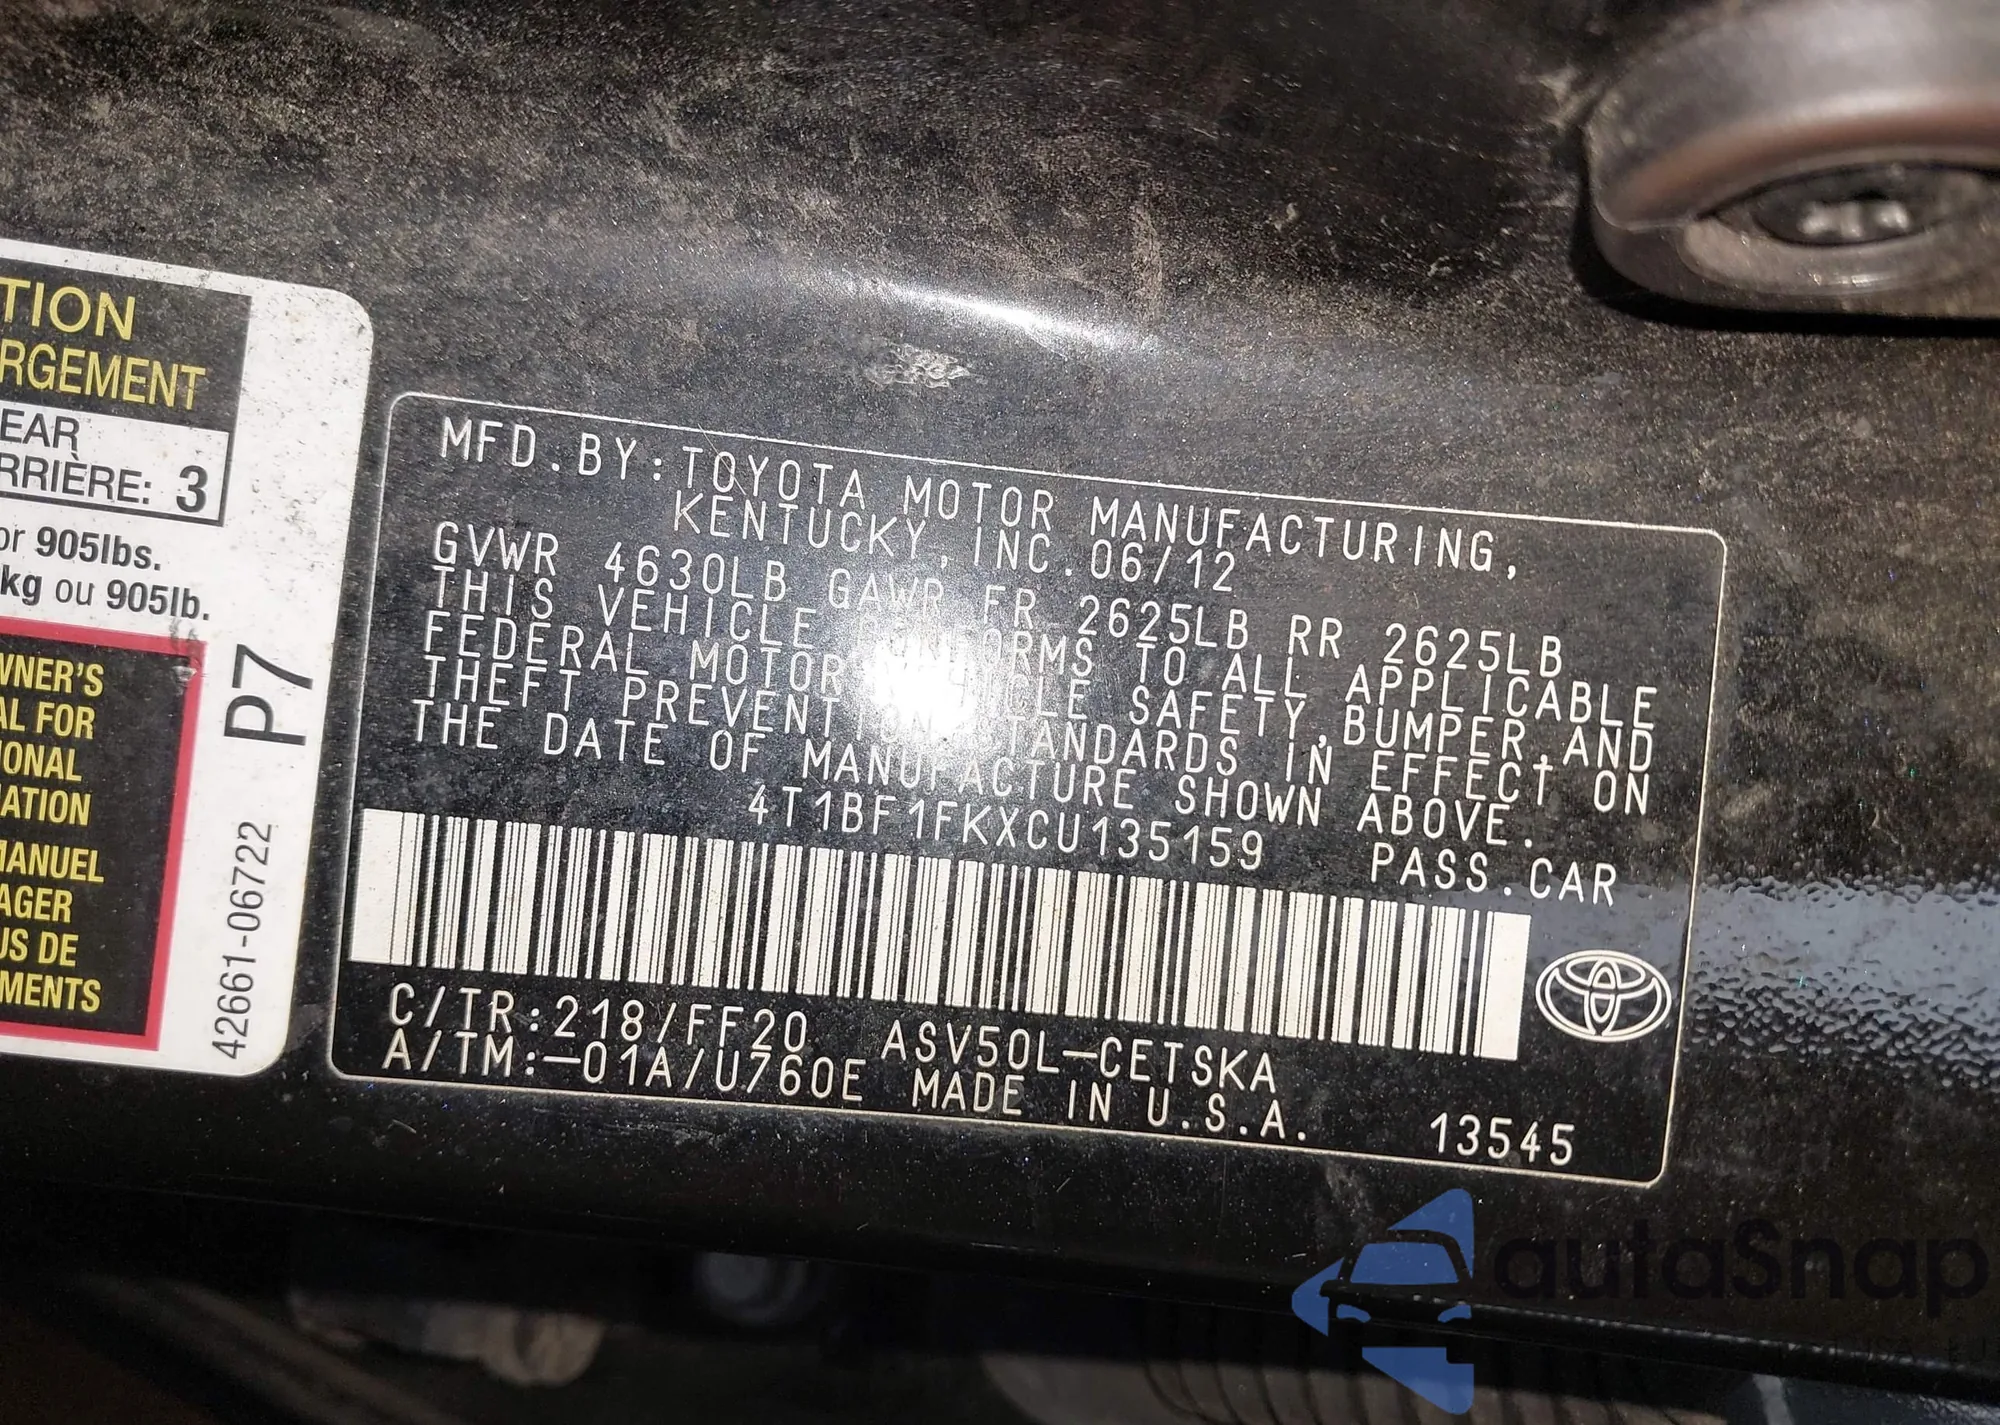 TION
RGEMENT
EAR
RRIÈRE: 3
or 905lbs.
kg ou 905lb.
WNER'S
AL FOR
IONAL
MATION
MANUEL
AGER
US DE
MENTS
P7
42661-06722
MFD.BY:TOYOTA MOTOR MANUFACTURING,
KENTUCKY, INC.06/12
GVWR 4630LB GAWR FR 2625LB RR 2625LB
THIS VEHICLE CONFORMS TO ALL APPLICABLE
FEDERAL MOTOR VEHICLE SAFETY,BUMPER,AND
THEFT PREVENTION STANDARDS IN EFFECT ON
THE DATE OF MANUFACTURE SHOWN ABOVE.
4T1BF1FKXCU135159 PASS.CAR
C/TR:218/FF20 ASV50L-CETSKA
A/TM:-01A/U760E MADE IN U.S.A. 13545
autaSnap